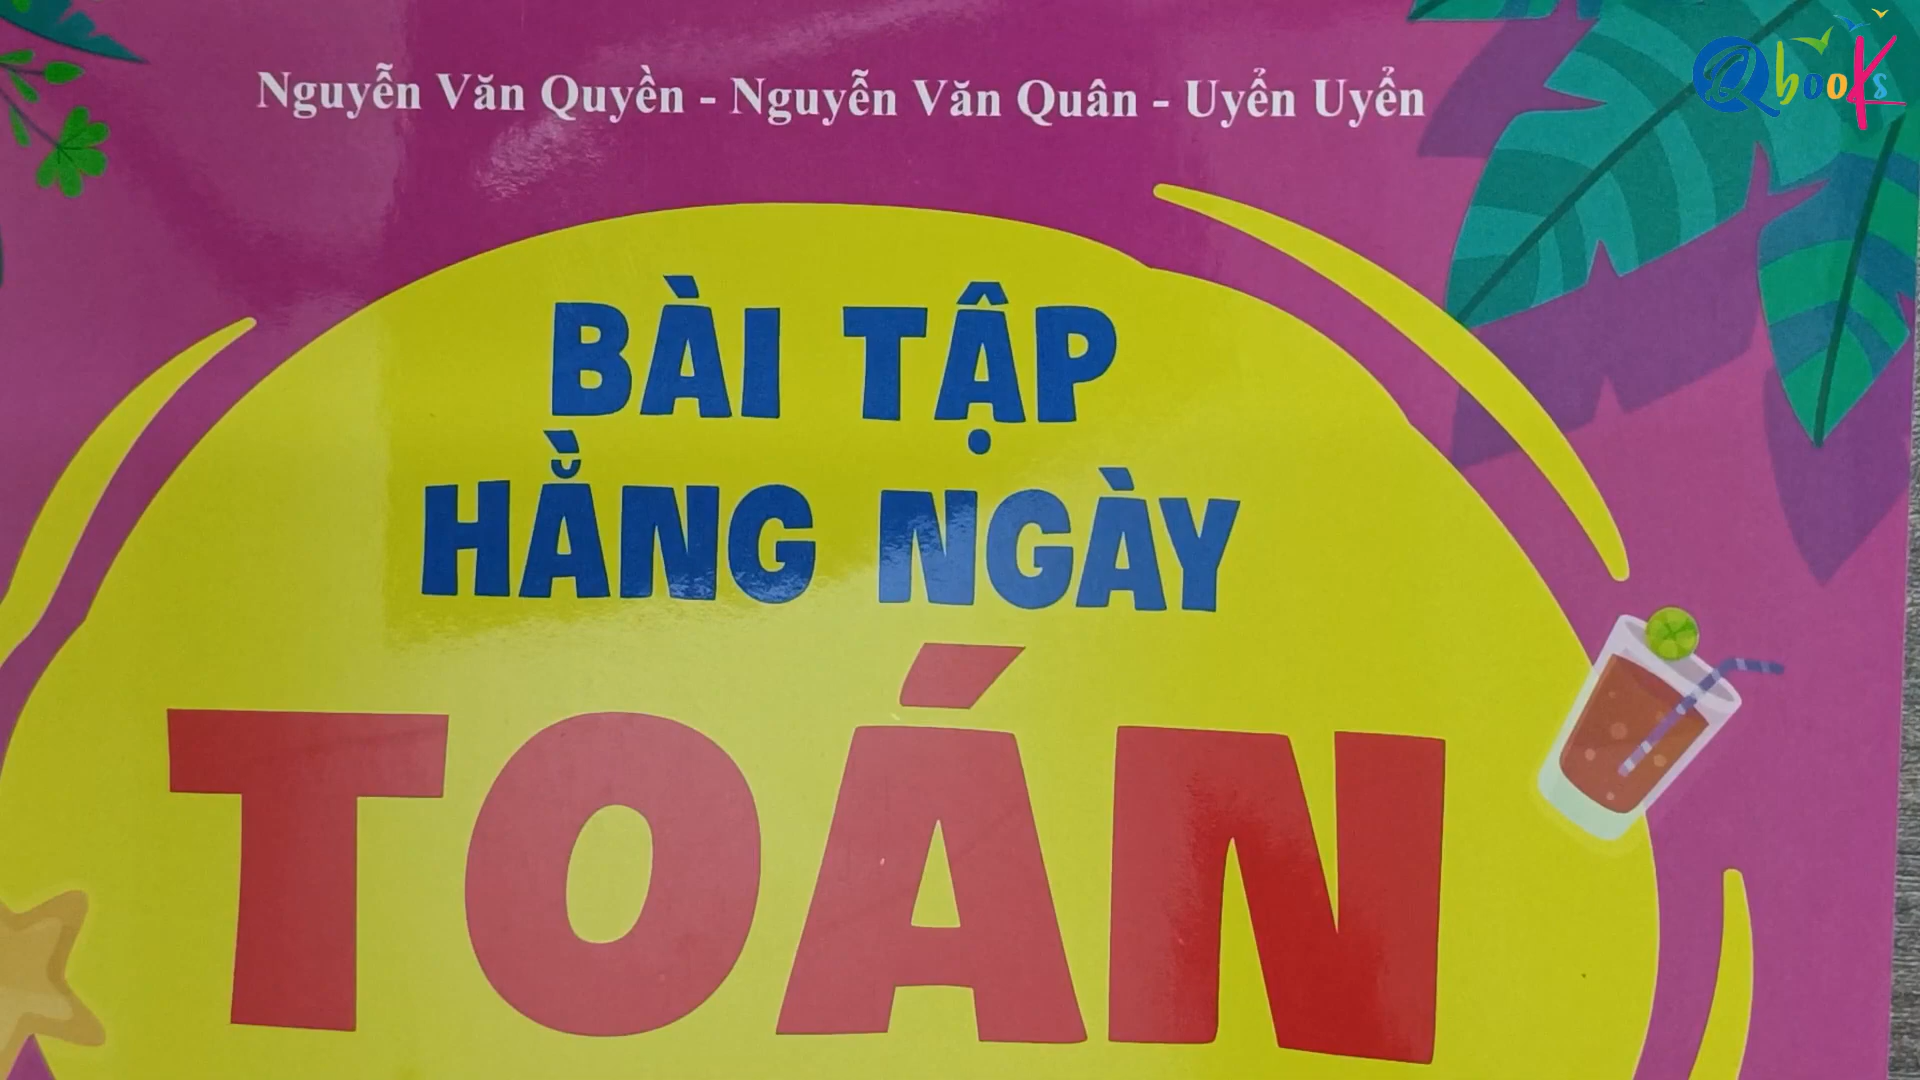 Nguyễn Văn Quyền - Nguyễn Văn Quân - Uyển Uyển
Qbooks
BÀI TẬP
HẰNG NGÀY
TOÁN